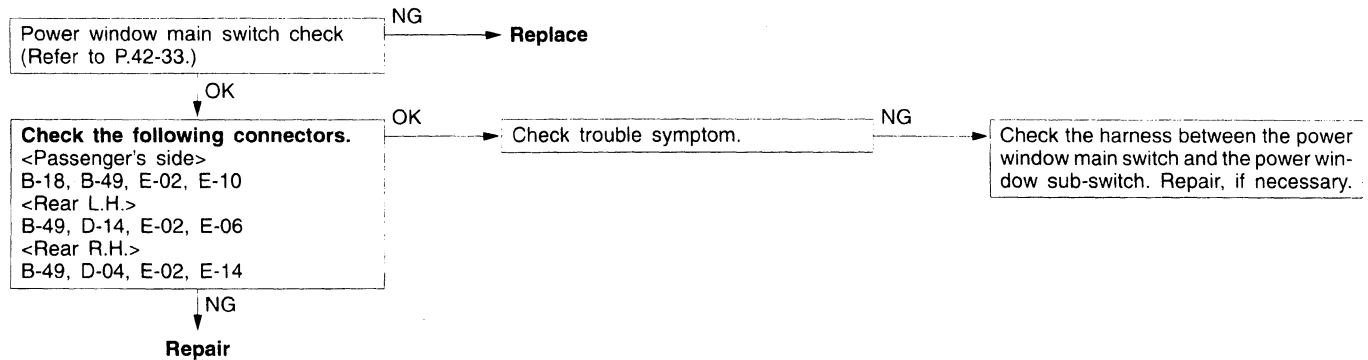 Power window main switch check
(Refer to P.42-33.)
NG
Replace
OK
Check the following connectors.
<Passenger's side>
B-18, B-49, E-02, E-10
<Rear L.H.>
B-49, D-14, E-02, E-06
<Rear R.H.>
B-49, D-04, E-02, E-14
OK
Check trouble symptom.
NG
Check the harness between the power
window main switch and the power win-
dow sub-switch. Repair, if necessary.
NG
Repair